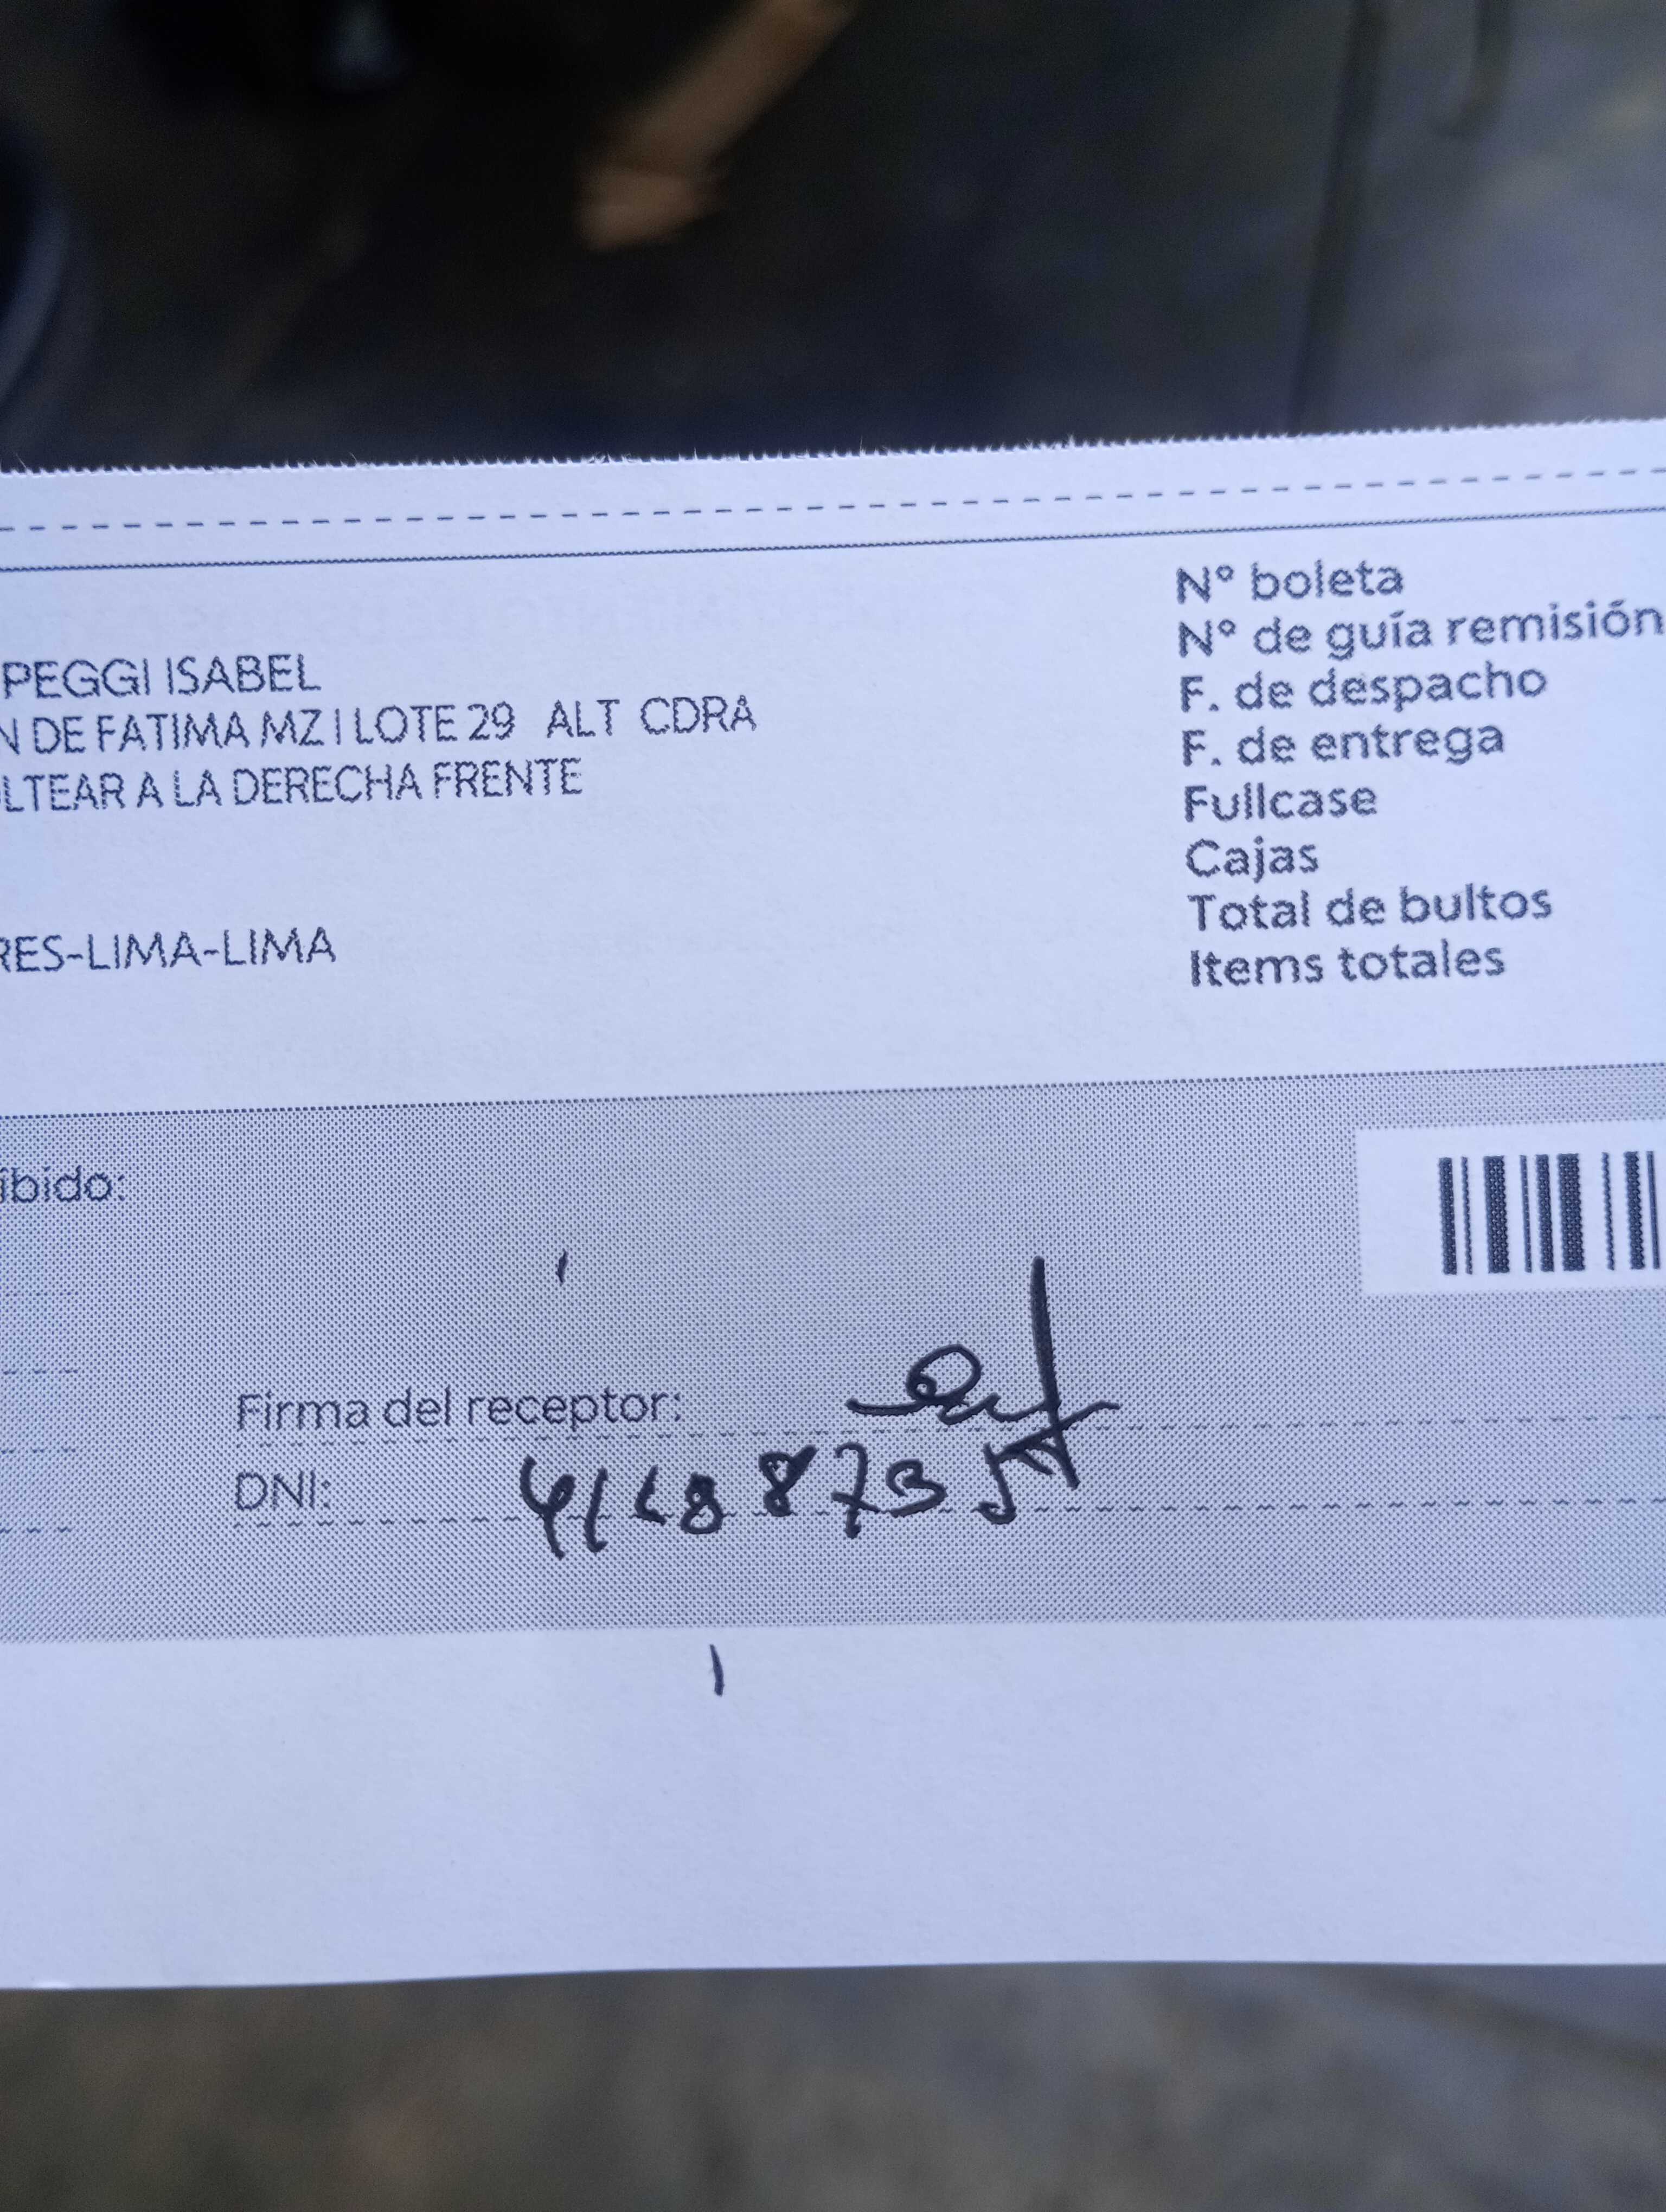 PEGGI ISABEL
N DE FATIMA MZ I LOTE 29 ALT CDRA
LTEAR A LA DERECHA FRENTE
RES-LIMA-LIMA
N° boleta
N° de guía remisión
F. de despacho
F. de entrega
Fullcase
Cajas
Total de bultos
Items totales
ibido:
Firma del receptor:
DNI: